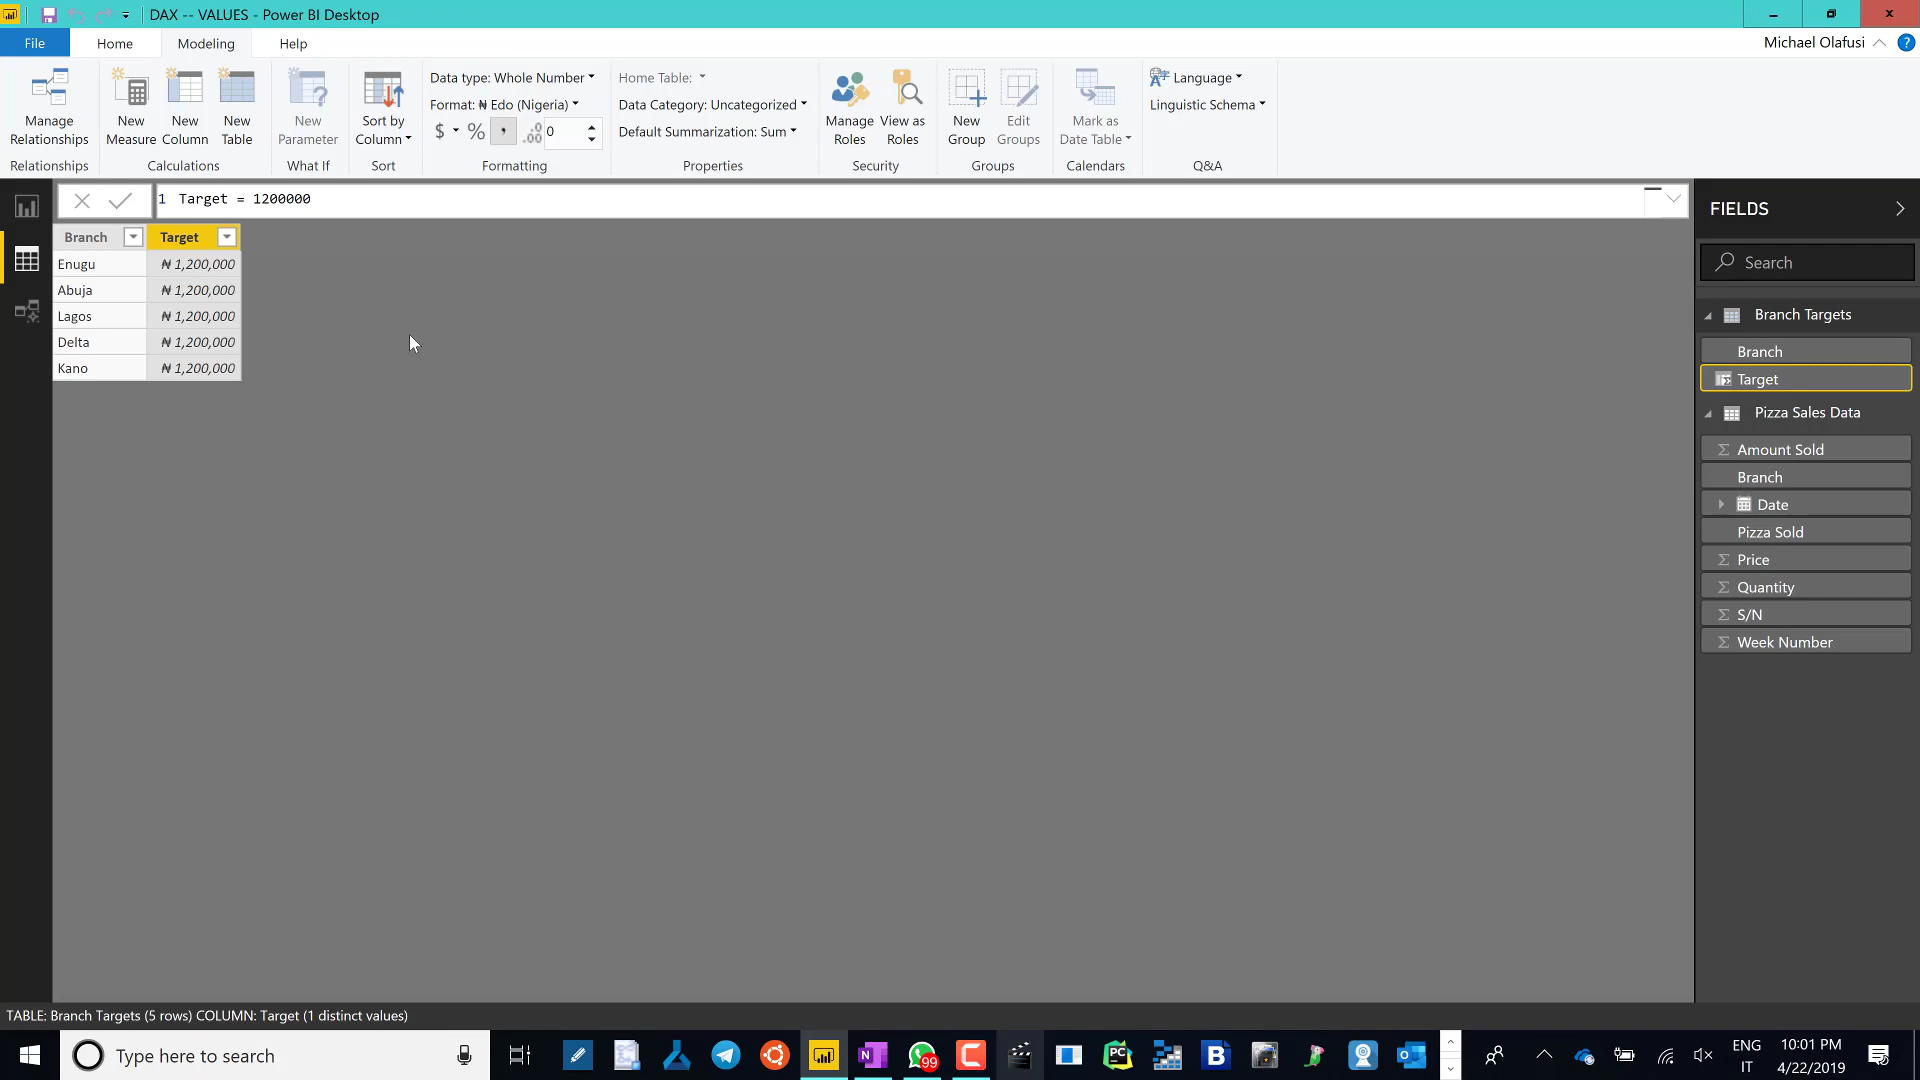 DAX -- VALUES - Power BI Desktop
File
Home
Modeling
Help
Michael Olafusi
Manage Relationships
New Measure
New Column
New Table
New Parameter
Sort by Column
Data type: Whole Number
Format: ₦ Edo (Nigeria)
$ % , .00 0
Home Table:
Data Category: Uncategorized
Default Summarization: Sum
Manage Roles
View as Roles
New Group
Edit Groups
Mark as Date Table
Language
Linguistic Schema
Relationships
Calculations
What If
Sort
Formatting
Properties
Security
Groups
Calendars
Q&A
1 Target = 1200000
Branch Target
Enugu ₦ 1,200,000
Abuja ₦ 1,200,000
Lagos ₦ 1,200,000
Delta ₦ 1,200,000
Kano ₦ 1,200,000
FIELDS
Search
Branch Targets
Branch
Target
Pizza Sales Data
Σ Amount Sold
Branch
Date
Pizza Sold
Σ Price
Σ Quantity
Σ S/N
Σ Week Number
TABLE: Branch Targets (5 rows) COLUMN: Target (1 distinct values)
Type here to search
N
99
PC
B
ENG
IT
10:01 PM
4/22/2019